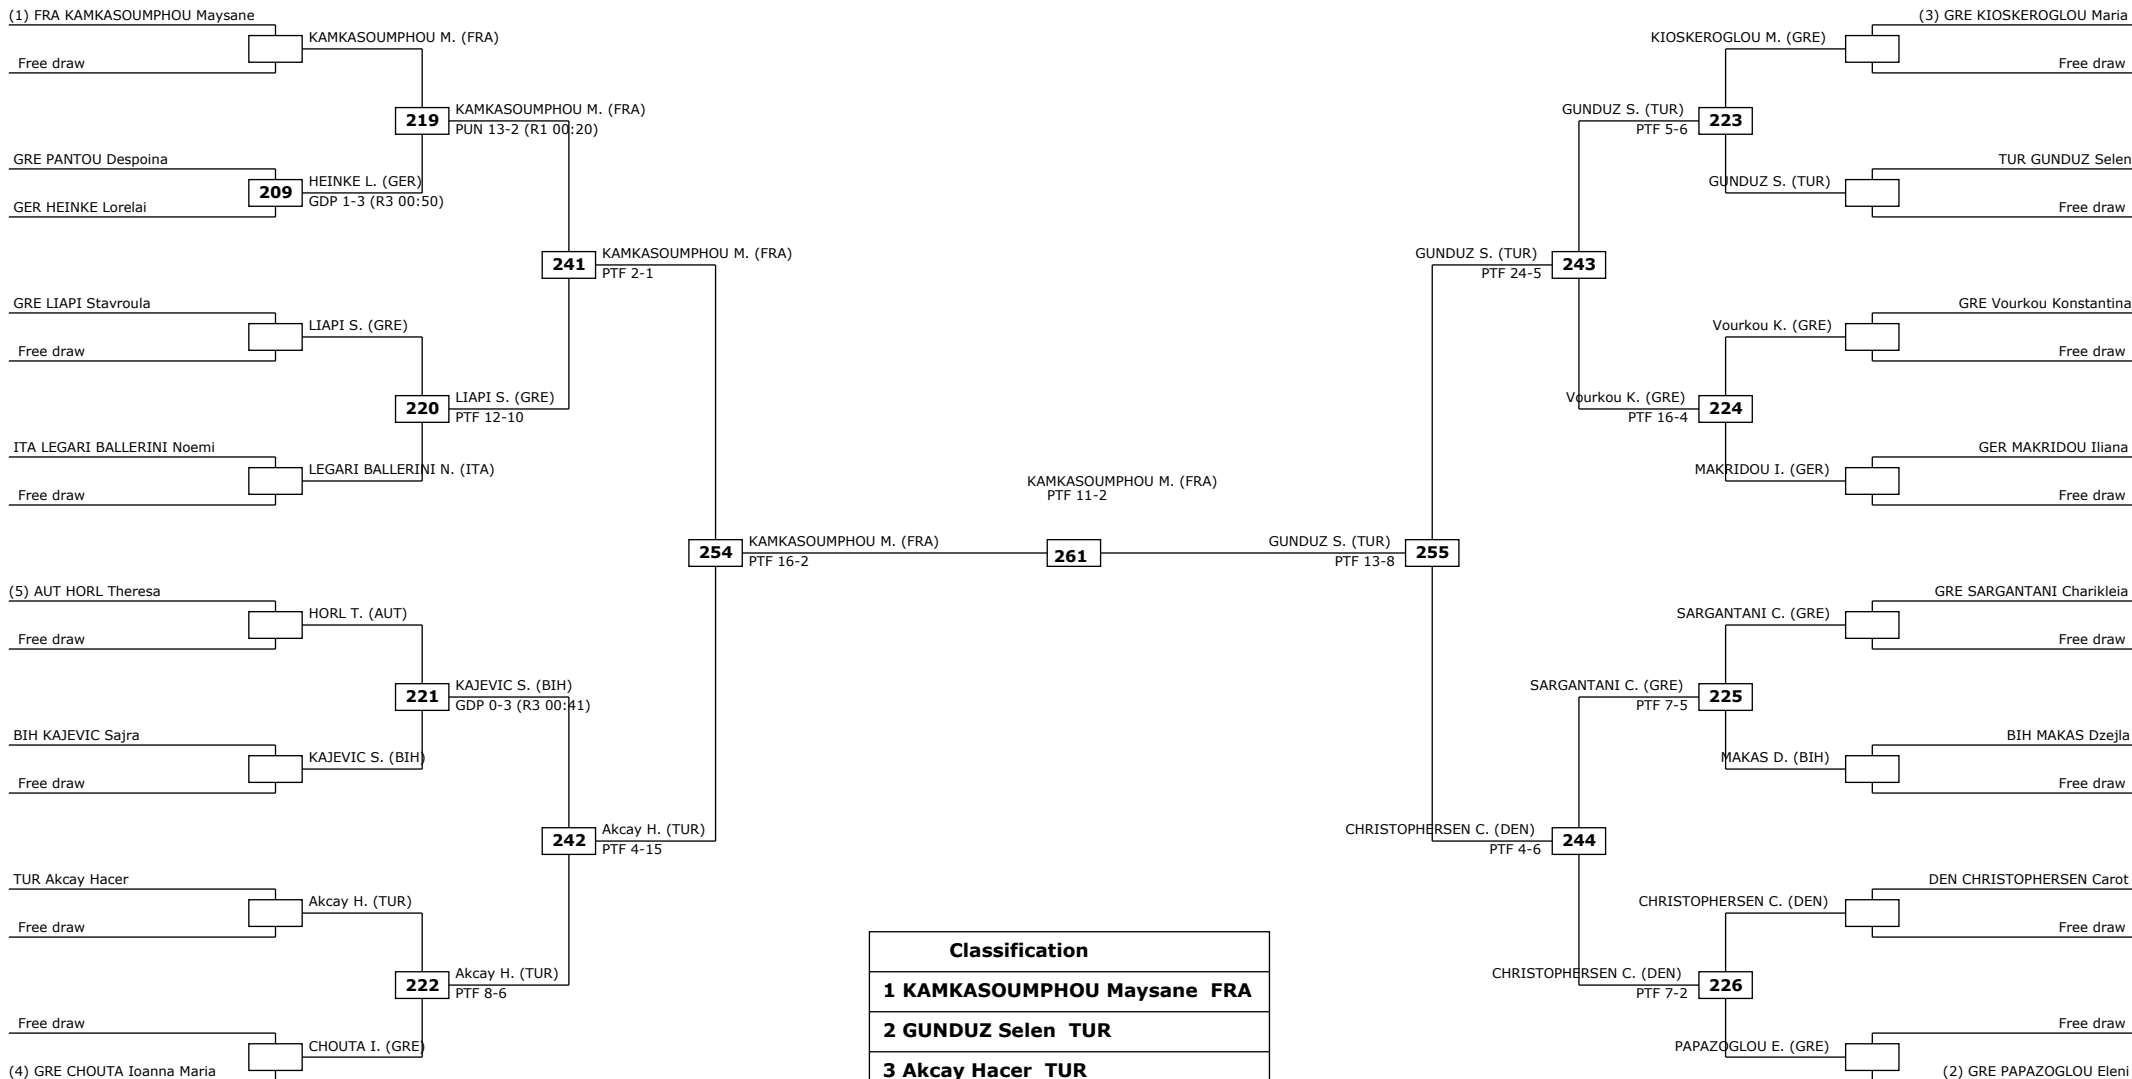 (1) FRA KAMKASOUMPHOU Maysane
Free draw
KAMKASOUMPHOU M. (FRA)
219
KAMKASOUMPHOU M. (FRA)
PUN 13-2 (R1 00:20)
GRE PANTOU Despoina
209
HEINKE L. (GER)
GDP 1-3 (R3 00:50)
GER HEINKE Lorelai
241
KAMKASOUMPHOU M. (FRA)
PTF 2-1
GRE LIAPI Stavroula
LIAPI S. (GRE)
Free draw
220
LIAPI S. (GRE)
PTF 12-10
ITA LEGARI BALLERINI Noemi
LEGARI BALLERINI N. (ITA)
Free draw
254
KAMKASOUMPHOU M. (FRA)
PTF 16-2
(5) AUT HORL Theresa
HORL T. (AUT)
Free draw
221
KAJEVIC S. (BIH)
GDP 0-3 (R3 00:41)
BIH KAJEVIC Sajra
KAJEVIC S. (BIH)
Free draw
242
Akcay H. (TUR)
PTF 4-15
TUR Akcay Hacer
Akcay H. (TUR)
Free draw
222
Akcay H. (TUR)
PTF 8-6
Free draw
CHOUTA I. (GRE)
(4) GRE CHOUTA Ioanna Maria
KAMKASOUMPHOU M. (FRA)
PTF 11-2
261
(3) GRE KIOSKEROGLOU Maria
KIOSKEROGLOU M. (GRE)
Free draw
GUNDUZ S. (TUR)
PTF 5-6
223
TUR GUNDUZ Selen
GUNDUZ S. (TUR)
Free draw
GUNDUZ S. (TUR)
PTF 24-5
243
GRE Vourkou Konstantina
Vourkou K. (GRE)
Free draw
Vourkou K. (GRE)
PTF 16-4
224
GER MAKRIDOU Iliana
MAKRIDOU I. (GER)
Free draw
GUNDUZ S. (TUR)
PTF 13-8
255
GRE SARGANTANI Charikleia
SARGANTANI C. (GRE)
Free draw
SARGANTANI C. (GRE)
PTF 7-5
225
BIH MAKAS Dzejla
MAKAS D. (BIH)
Free draw
CHRISTOPHERSEN C. (DEN)
PTF 4-6
244
DEN CHRISTOPHERSEN Carot
CHRISTOPHERSEN C. (DEN)
Free draw
CHRISTOPHERSEN C. (DEN)
PTF 7-2
226
Free draw
PAPAZOGLOU E. (GRE)
(2) GRE PAPAZOGLOU Eleni
Classification
1 KAMKASOUMPHOU Maysane FRA
2 GUNDUZ Selen TUR
3 Akcay Hacer TUR